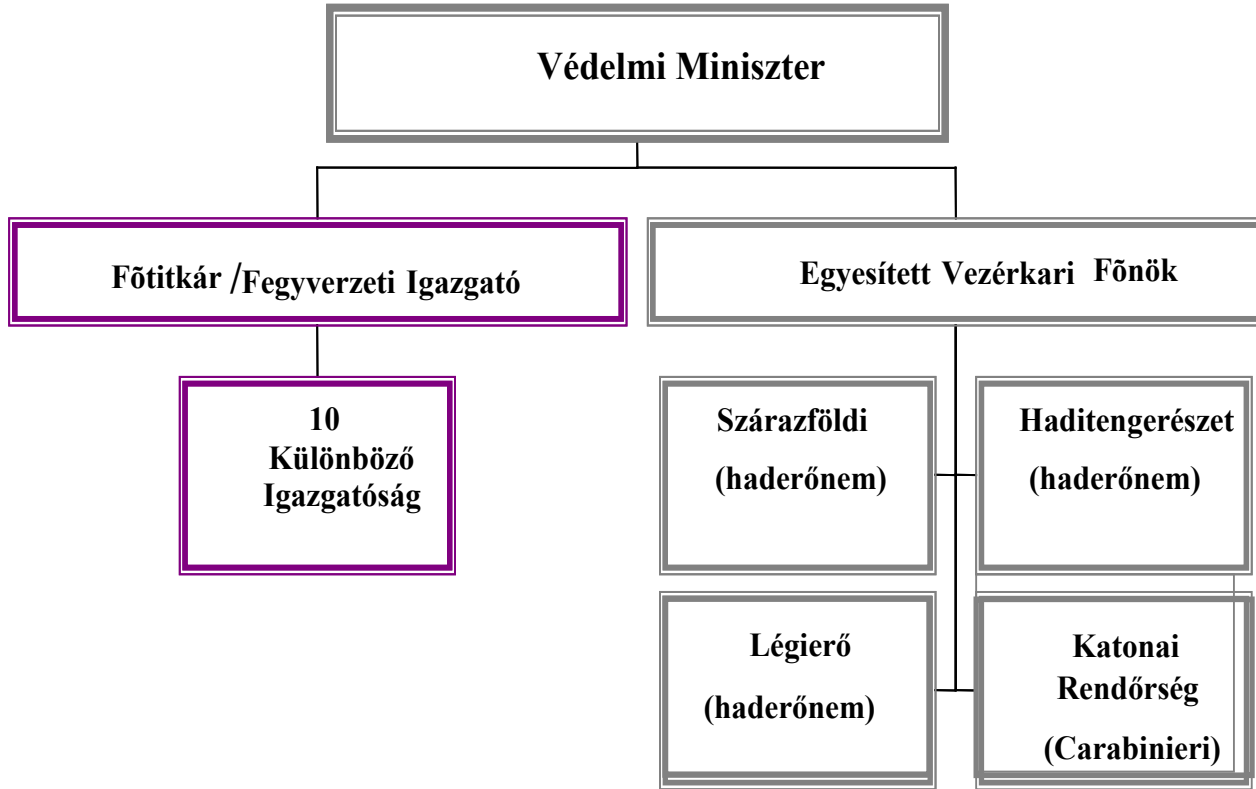 Védelmi Miniszter
Fõtitkár /Fegyverzeti Igazgató
Egyesített Vezérkari Fõnök
10
Különböző
Igazgatóság
Szárazföldi
(haderőnem)
Haditengerészet
(haderőnem)
Légierő
(haderőnem)
Katonai
Rendőrség
(Carabinieri)